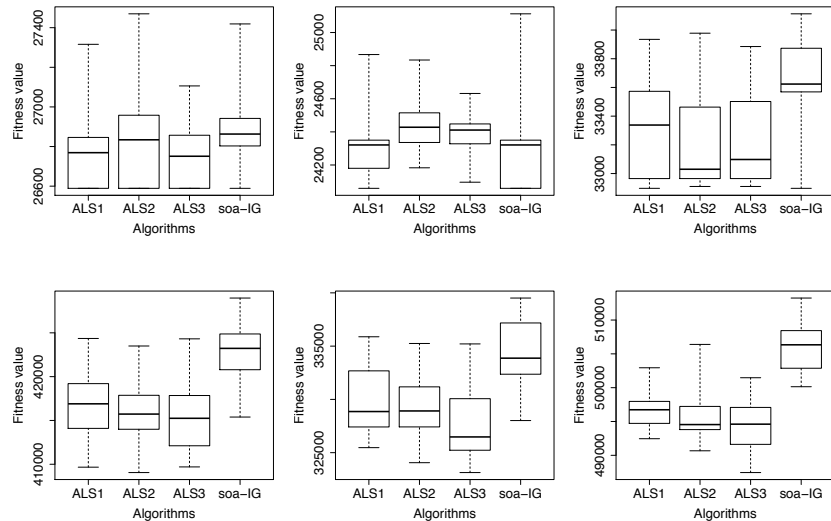 Fitness value
27400
27000
26600
ALS1 ALS2 ALS3 soa−IG
Algorithms
Fitness value
25000
24600
24200
ALS1 ALS2 ALS3 soa−IG
Algorithms
Fitness value
33800
33400
33000
ALS1 ALS2 ALS3 soa−IG
Algorithms
Fitness value
420000
410000
ALS1 ALS2 ALS3 soa−IG
Algorithms
Fitness value
335000
325000
ALS1 ALS2 ALS3 soa−IG
Algorithms
Fitness value
510000
500000
490000
ALS1 ALS2 ALS3 soa−IG
Algorithms